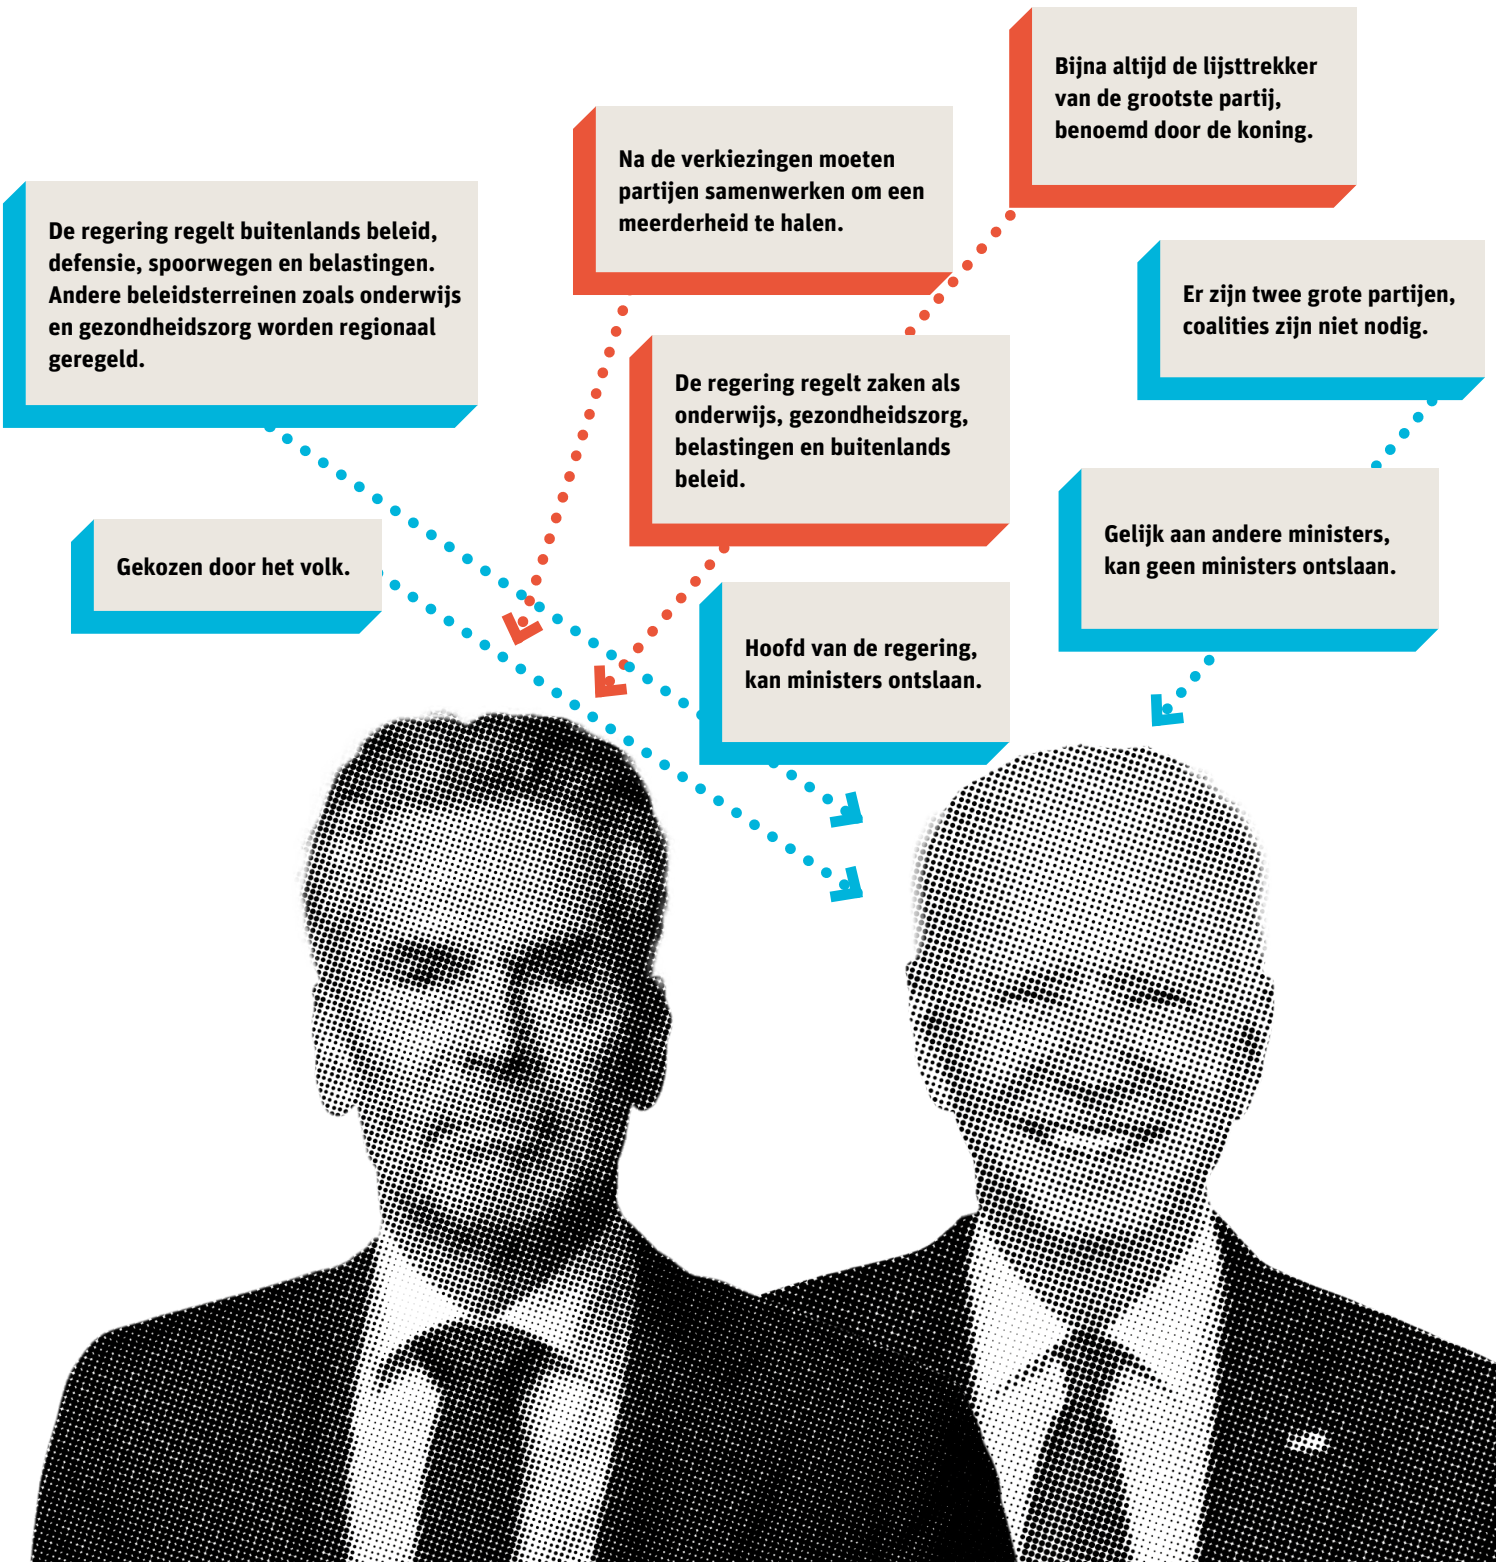 Bijna altijd de lijsttrekker
van de grootste partij,
benoemd door de koning.
Na de verkiezingen moeten
partijen samenwerken om een
meerderheid te halen.
De regering regelt buitenlands beleid,
defensie, spoorwegen en belastingen.
Andere beleidsterreinen zoals onderwijs
en gezondheidszorg worden regionaal
geregeld.
Er zijn twee grote partijen,
coalities zijn niet nodig.
De regering regelt zaken als
onderwijs, gezondheidszorg,
belastingen en buitenlands
beleid.
Gekozen door het volk.
Gelijk aan andere ministers,
kan geen ministers ontslaan.
Hoofd van de regering,
kan ministers ontslaan.